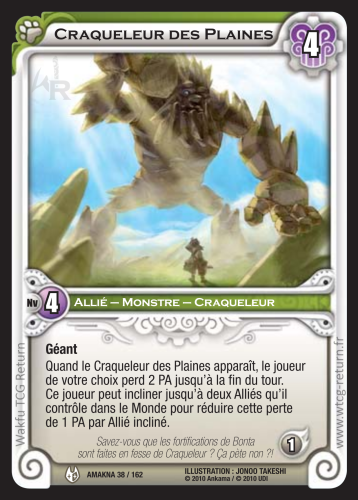 Craqueleur des Plaines
4
WR
Nv 4
Allié – Monstre – Craqueleur
Géant
Quand le Craqueleur des Plaines apparaît, le joueur
de votre choix perd 2 PA jusqu'à la fin du tour.
Ce joueur peut incliner jusqu'à deux Alliés qu'il
contrôle dans le Monde pour réduire cette perte
de 1 PA par Allié incliné.
Savez-vous que les fortifications de Bonta
sont faites en fesse de Craqueleur ? Ça pète non ?!
1
AMAKNA 38 / 162
ILLUSTRATION : JONOO TAKESHI
© 2010 Ankama / © 2010 UDI
Wakfu TCG Return
www.wtcg-return.fr